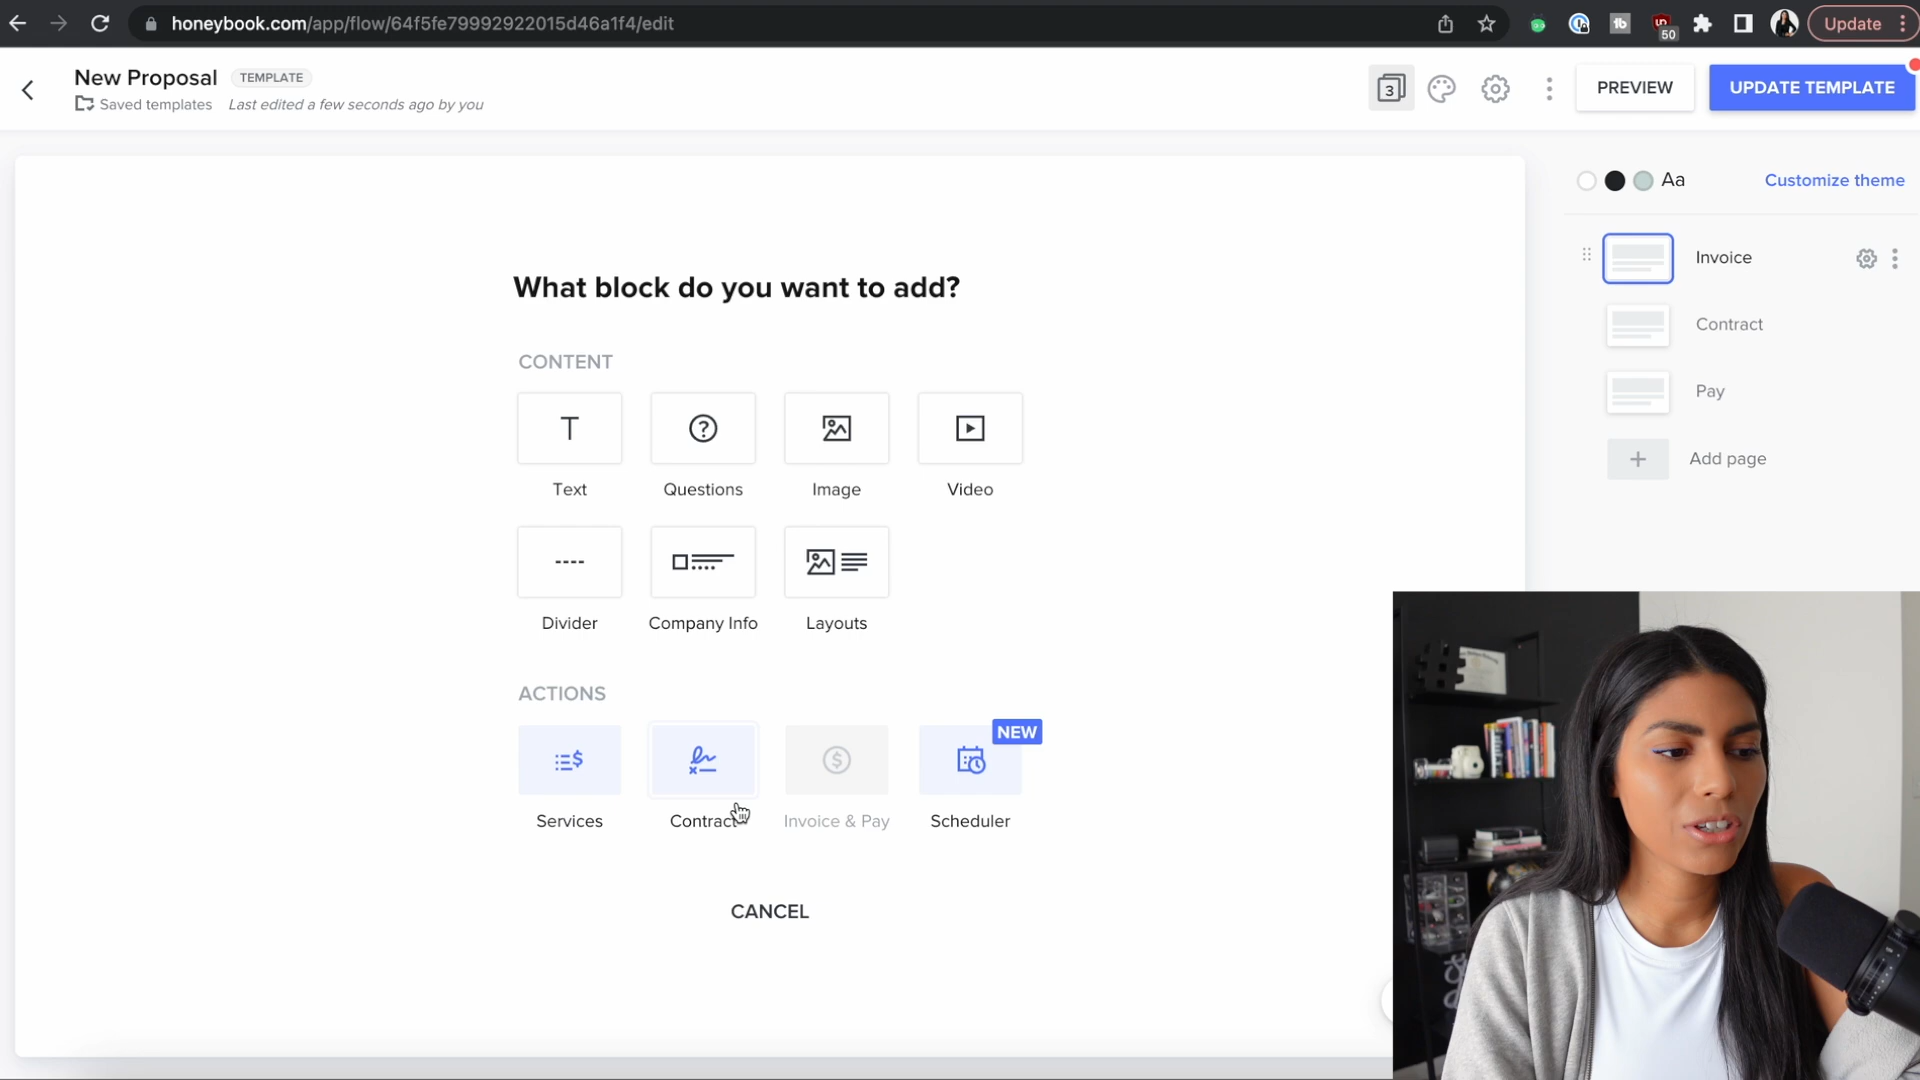 honeybook.com/app/flow/64f5fe79992922015d46a1f4/edit
50
Update
New Proposal
TEMPLATE
Saved templates
Last edited a few seconds ago by you
3
PREVIEW
UPDATE TEMPLATE
Aa
Customize theme
Invoice
Contract
Pay
Add page
What block do you want to add?
CONTENT
Text
Questions
Image
Video
Divider
Company Info
Layouts
ACTIONS
NEW
Services
Contract
Invoice & Pay
Scheduler
CANCEL